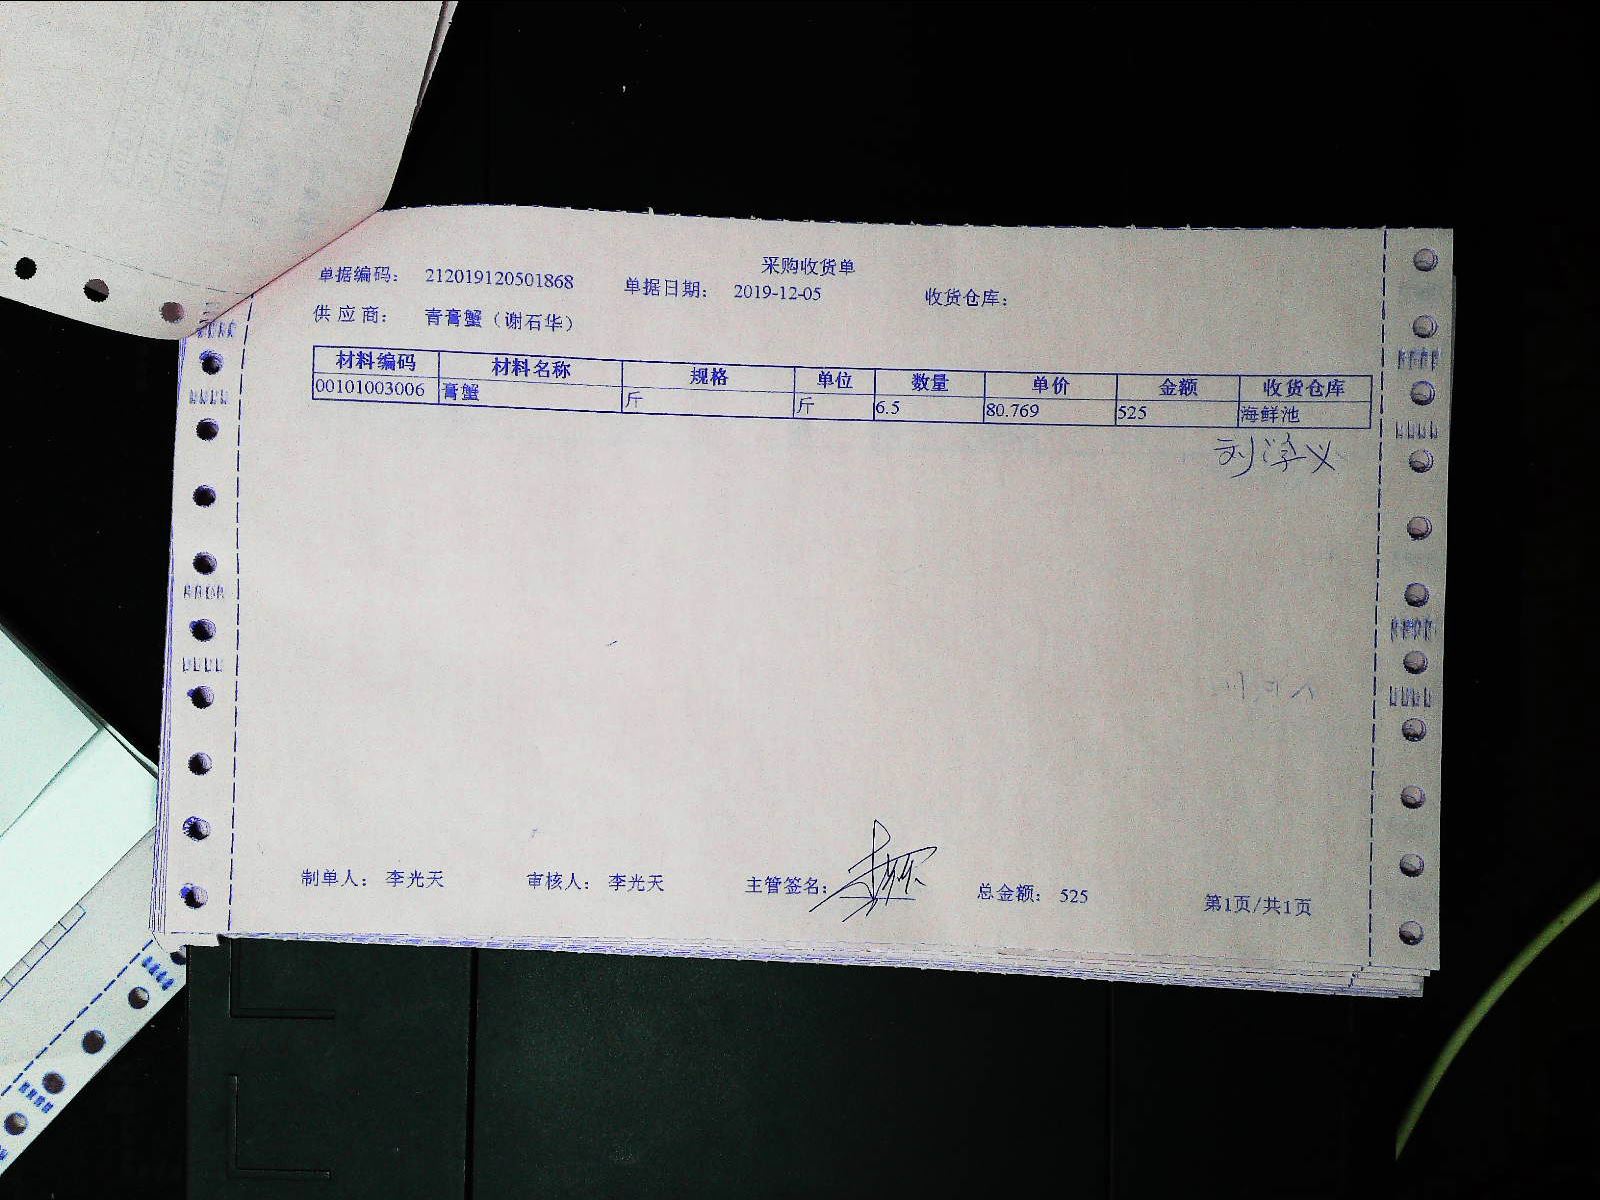 采购收货单
单据编码： 212019120501868 单据日期： 2019-12-05 收货仓库：
供应商： 青膏蟹（谢石华）
材料编码 材料名称 规格 单位 数量 单价 金额 收货仓库
00101003006 膏蟹 斤 斤 6.5 80.769 525 海鲜池
制单人： 李光天 审核人： 李光天 主管签名： 总金额： 525 第1页/共1页